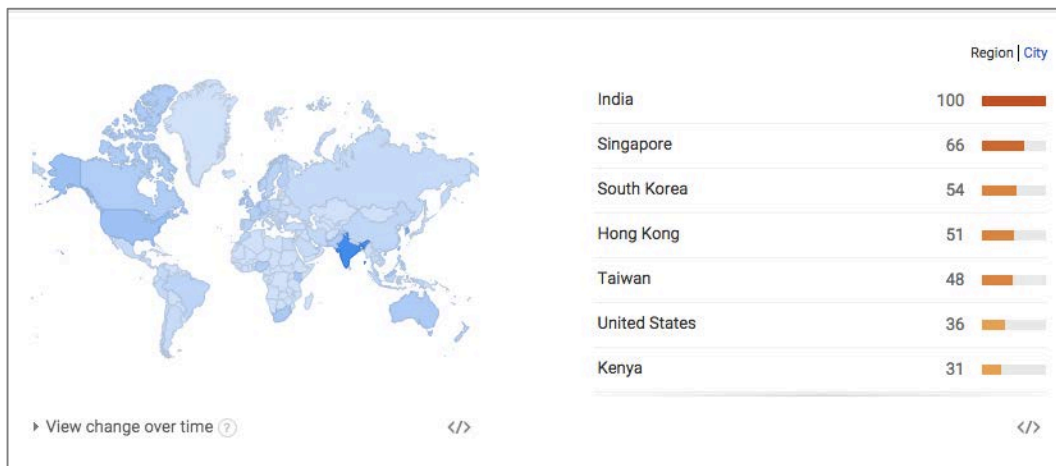 Region | City
India 100
Singapore 66
South Korea 54
Hong Kong 51
Taiwan 48
United States 36
Kenya 31
View change over time ?
</> </>